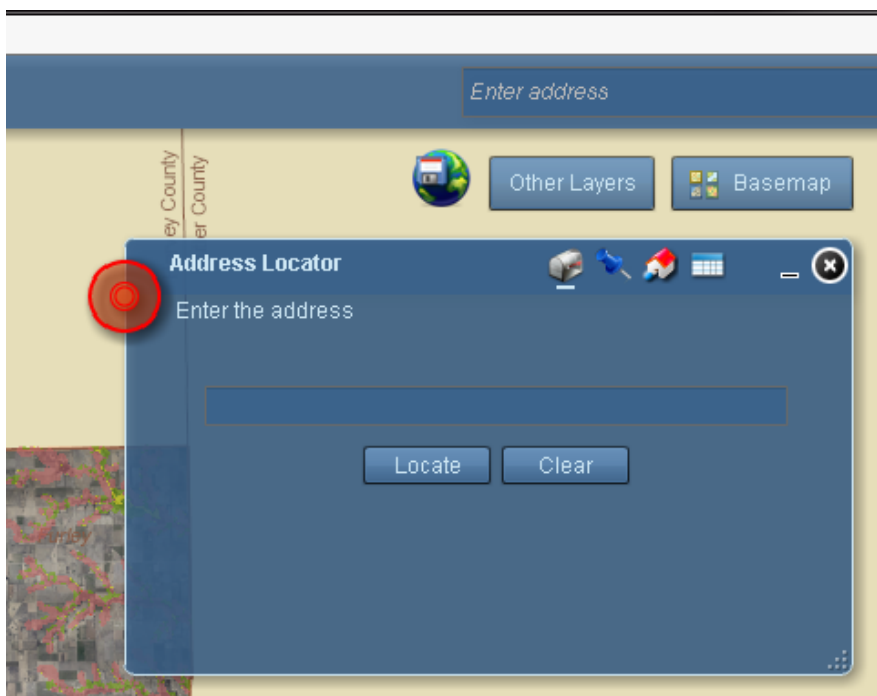 Enter address
ey County
er County
Other Layers
Basemap
Address Locator
Enter the address
Locate
Clear